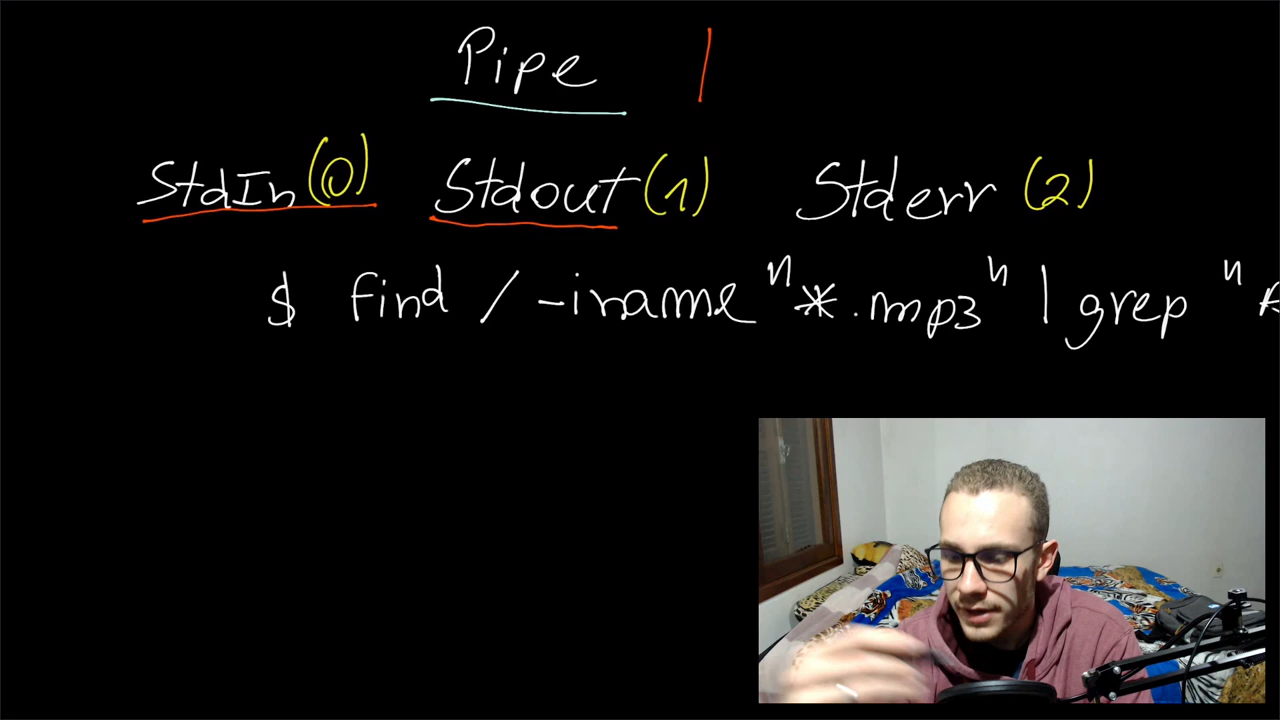 Pipe |
StdIn (0) Stdout (1) Stderr (2)
$ find / -iname "*.mp3" | grep "